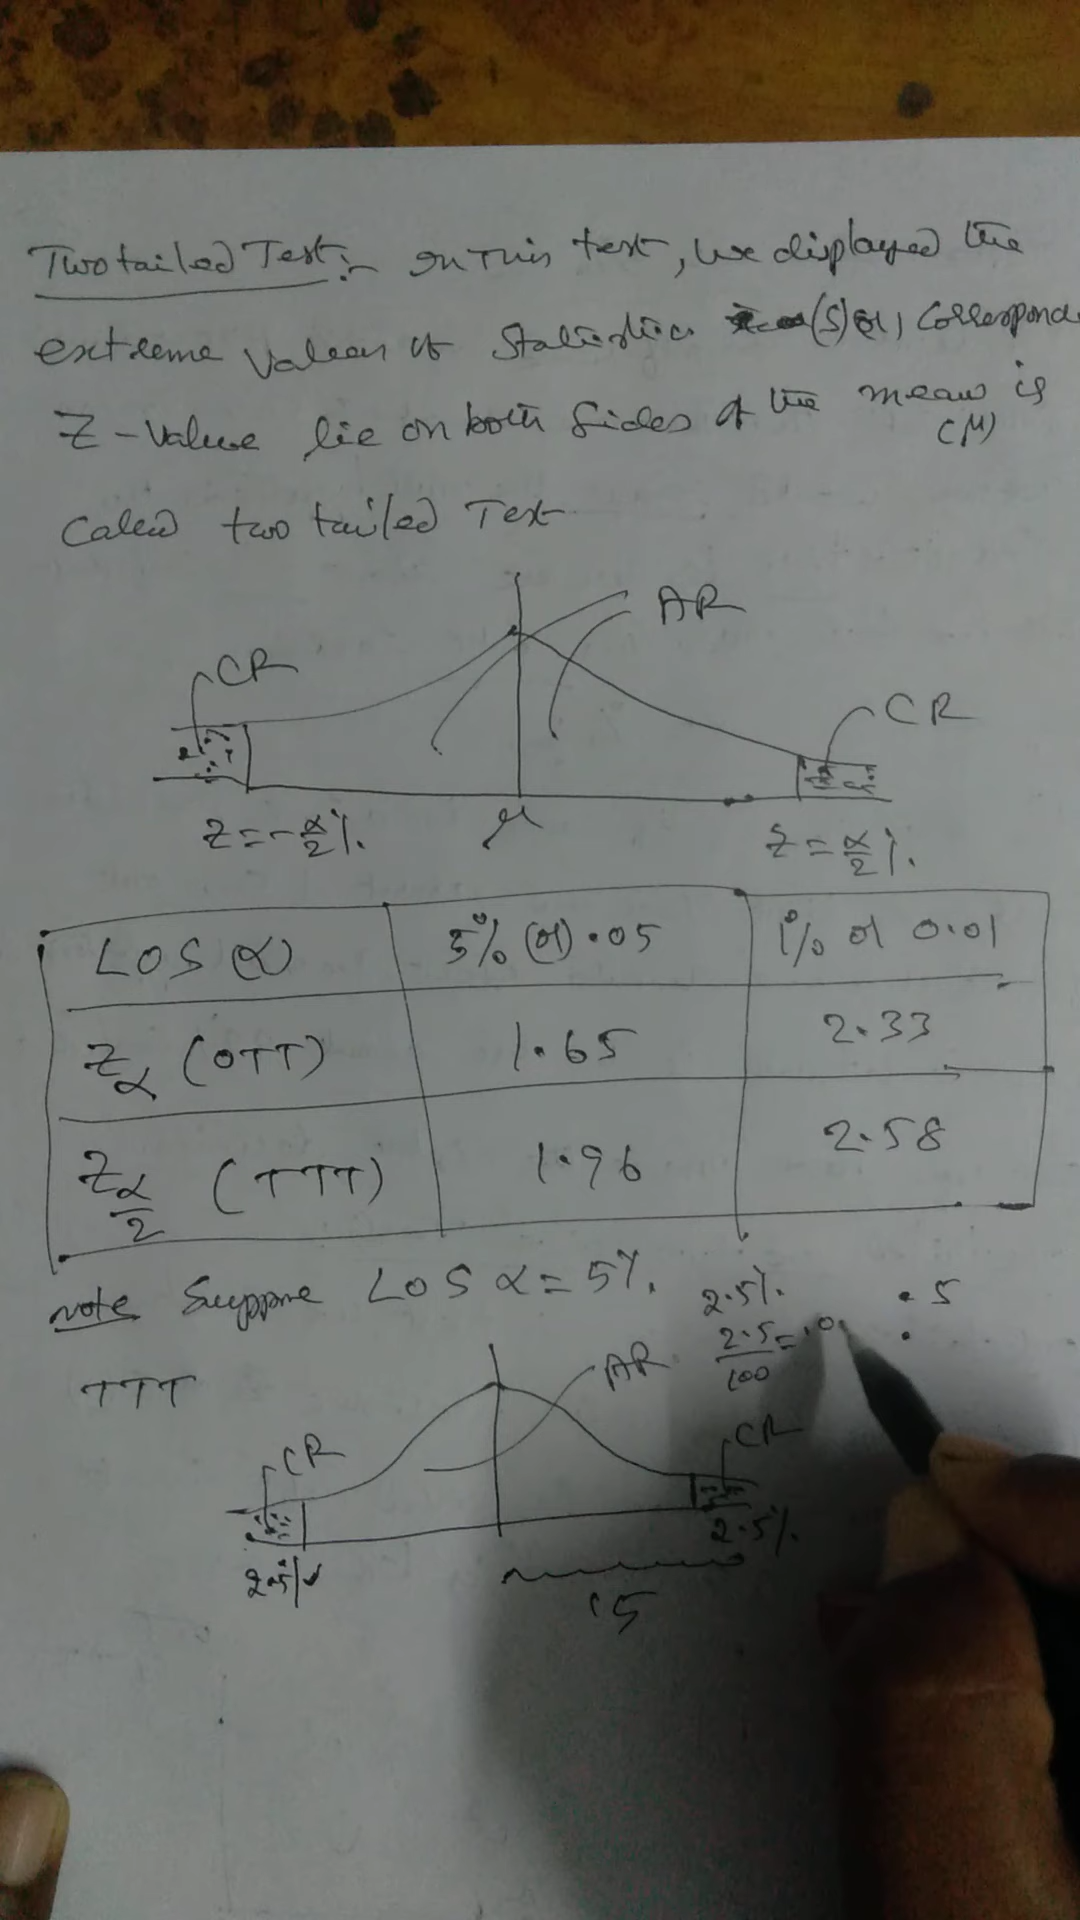 Two tailed Test:- In This test, we displayed the
extreme values of Statistics (S) (or) Correspond
Z-Value lie on both Sides of the mean is
(μ)
Called two tailed Test
AR
CR
CR
Z = -α/2 %.
μ
Z = α/2 %.
LOS (α) 5% (or) .05 1% or 0.01
Zα (OTT) 1.65 2.33
Zα/2 (TTT) 1.96 2.58
note Suppose LOS α = 5%.
2.5%. .5
2.5/100 = .0
TTT
AR
CR
CR
2.5%
2.5%.
.5